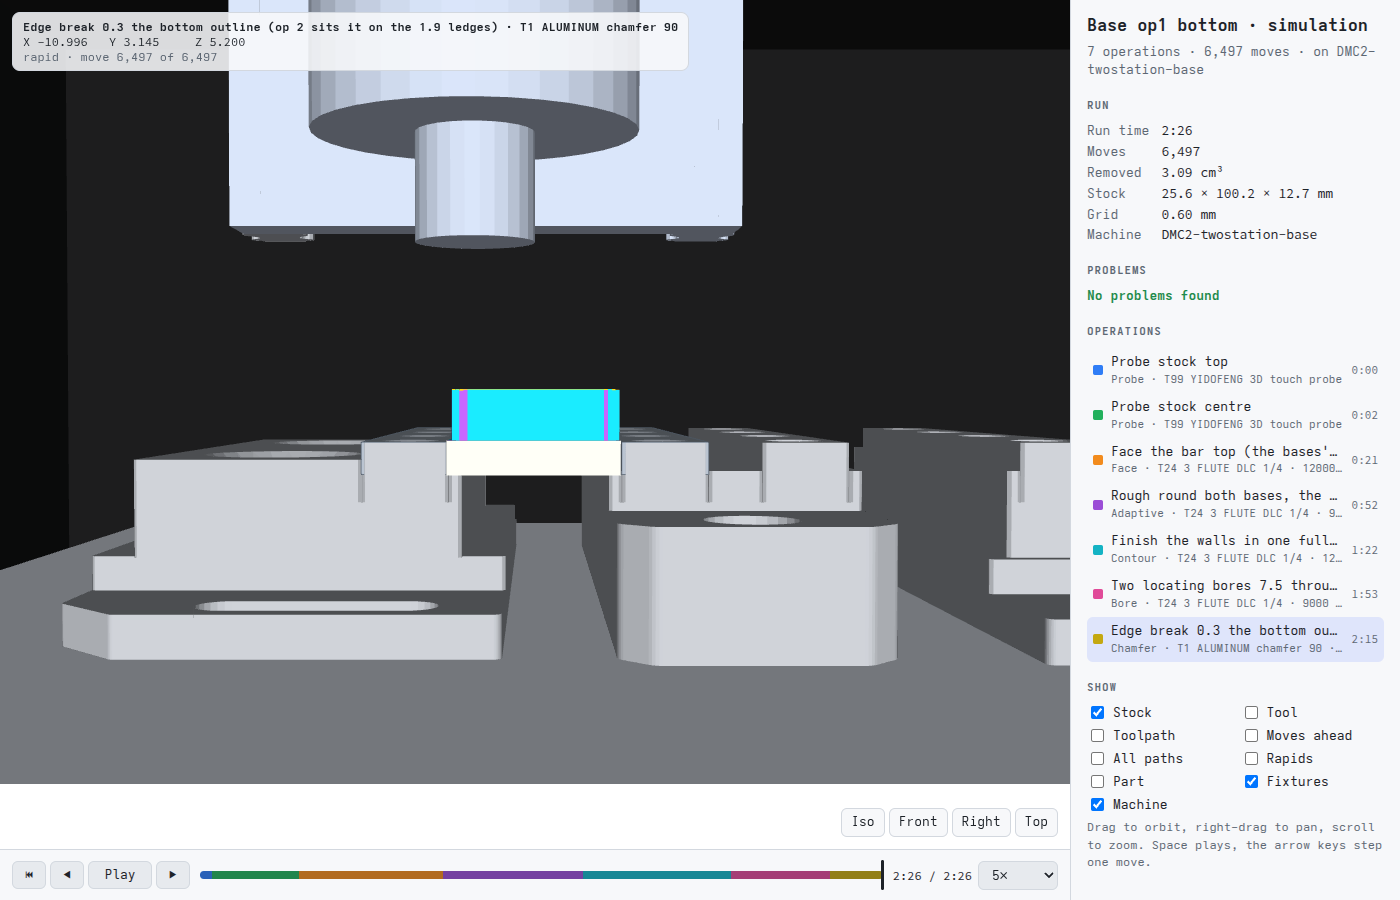 Edge break 0.3 the bottom outline (op 2 sits it on the 1.9 ledges) · T1 ALUMINUM chamfer 90
X -10.996 Y 3.145 Z 5.200
rapid · move 6,497 of 6,497
Iso
Front
Right
Top
Play
2:26 / 2:26
5×
Base op1 bottom · simulation
7 operations · 6,497 moves · on DMC2-
twostation-base
RUN
Run time 2:26
Moves 6,497
Removed 3.09 cm³
Stock 25.6 × 100.2 × 12.7 mm
Grid 0.60 mm
Machine DMC2-twostation-base
PROBLEMS
No problems found
OPERATIONS
Probe stock top
Probe · T99 YIDOFENG 3D touch probe 0:00
Probe stock centre
Probe · T99 YIDOFENG 3D touch probe 0:02
Face the bar top (the bases'…
Face · T24 3 FLUTE DLC 1/4 · 12000… 0:21
Rough round both bases, the …
Adaptive · T24 3 FLUTE DLC 1/4 · 9… 0:52
Finish the walls in one full…
Contour · T24 3 FLUTE DLC 1/4 · 12… 1:22
Two locating bores 7.5 throu…
Bore · T24 3 FLUTE DLC 1/4 · 9000 … 1:53
Edge break 0.3 the bottom ou…
Chamfer · T1 ALUMINUM chamfer 90 ·… 2:15
SHOW
Stock Tool
Toolpath Moves ahead
All paths Rapids
Part Fixtures
Machine
Drag to orbit, right-drag to pan, scroll
to zoom. Space plays, the arrow keys step
one move.